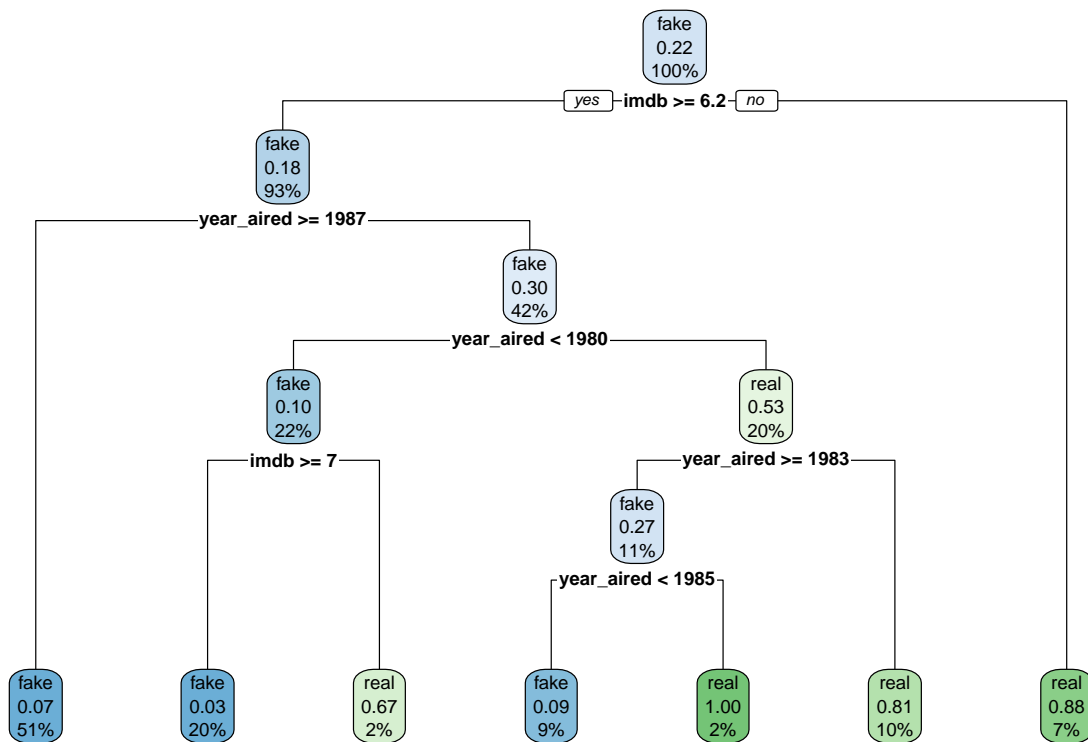 fake
0.22
100%
yes imdb >= 6.2 no
fake
0.18
93%
year_aired >= 1987
fake
0.30
42%
year_aired < 1980
fake
0.10
22%
real
0.53
20%
imdb >= 7
year_aired >= 1983
fake
0.27
11%
year_aired < 1985
fake
0.07
51%
fake
0.03
20%
real
0.67
2%
fake
0.09
9%
real
1.00
2%
real
0.81
10%
real
0.88
7%